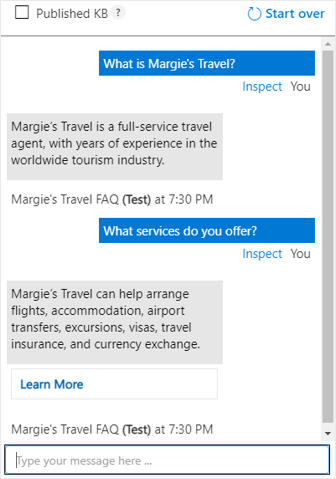 Published KB ? Start over
What is Margie's Travel?
Inspect You
Margie's Travel is a full-service travel
agent, with years of experience in the
worldwide tourism industry.
Margie's Travel FAQ (Test) at 7:30 PM
What services do you offer?
Inspect You
Margie's Travel can help arrange
flights, accommodation, airport
transfers, excursions, visas, travel
insurance, and currency exchange.
Learn More
Margie's Travel FAQ (Test) at 7:30 PM
Type your message here ...